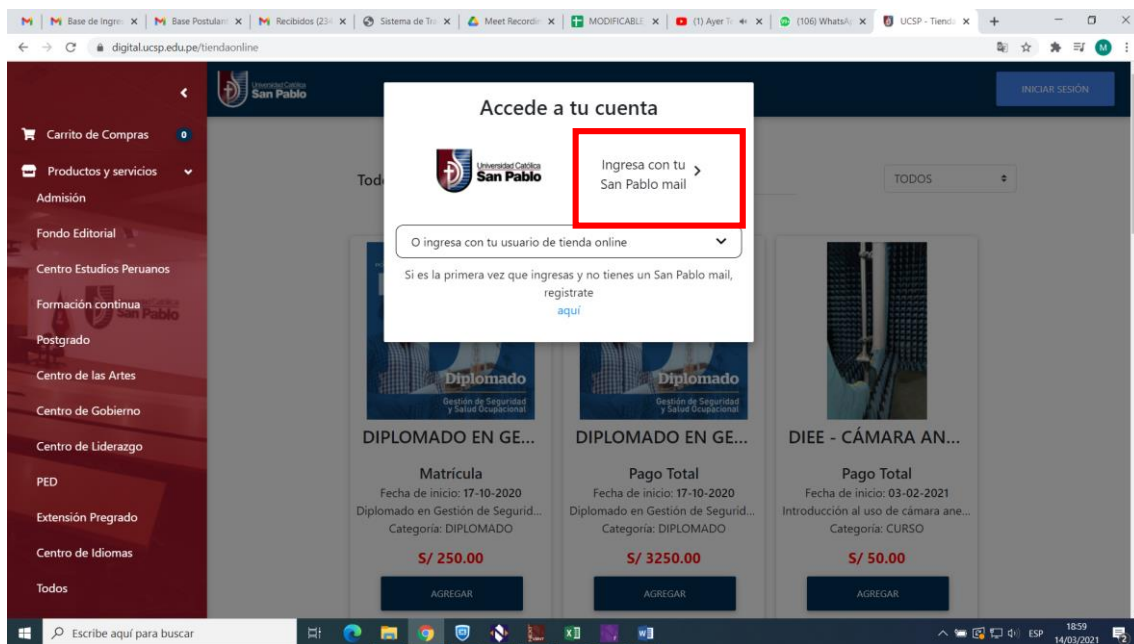 Base de Ingre
Base Postulan
Recibidos (234
Sistema de Tra
Meet Recordin
MODIFICABLE
(1) Ayer Te
(106) WhatsAp
UCSP - Tienda
digital.ucsp.edu.pe/tiendaonline
M
Universidad Católica
San Pablo
INICIAR SESIÓN
Carrito de Compras 0
Productos y servicios
Admisión
Fondo Editorial
Centro Estudios Peruanos
Formación continua
San Pablo
Postgrado
Centro de las Artes
Centro de Gobierno
Centro de Liderazgo
PED
Extensión Pregrado
Centro de Idiomas
Todos
Accede a tu cuenta
Universidad Católica
San Pablo
Ingresa con tu
San Pablo mail
O ingresa con tu usuario de tienda online
Si es la primera vez que ingresas y no tienes un San Pablo mail,
registrate
aquí
Tod
TODOS
Diplomado
Gestión de Seguridad
y Salud Ocupacional
DIPLOMADO EN GE...
Matrícula
Fecha de inicio: 17-10-2020
Diplomado en Gestión de Segurid...
Categoría: DIPLOMADO
S/ 250.00
AGREGAR
Diplomado
Gestión de Seguridad
y Salud Ocupacional
DIPLOMADO EN GE...
Pago Total
Fecha de inicio: 17-10-2020
Diplomado en Gestión de Segurid...
Categoría: DIPLOMADO
S/ 3250.00
AGREGAR
DIEE - CÁMARA AN...
Pago Total
Fecha de inicio: 03-02-2021
Introducción al uso de cámara ane...
Categoría: CURSO
S/ 50.00
AGREGAR
Escribe aquí para buscar
ESP
18:59
14/03/2021
2